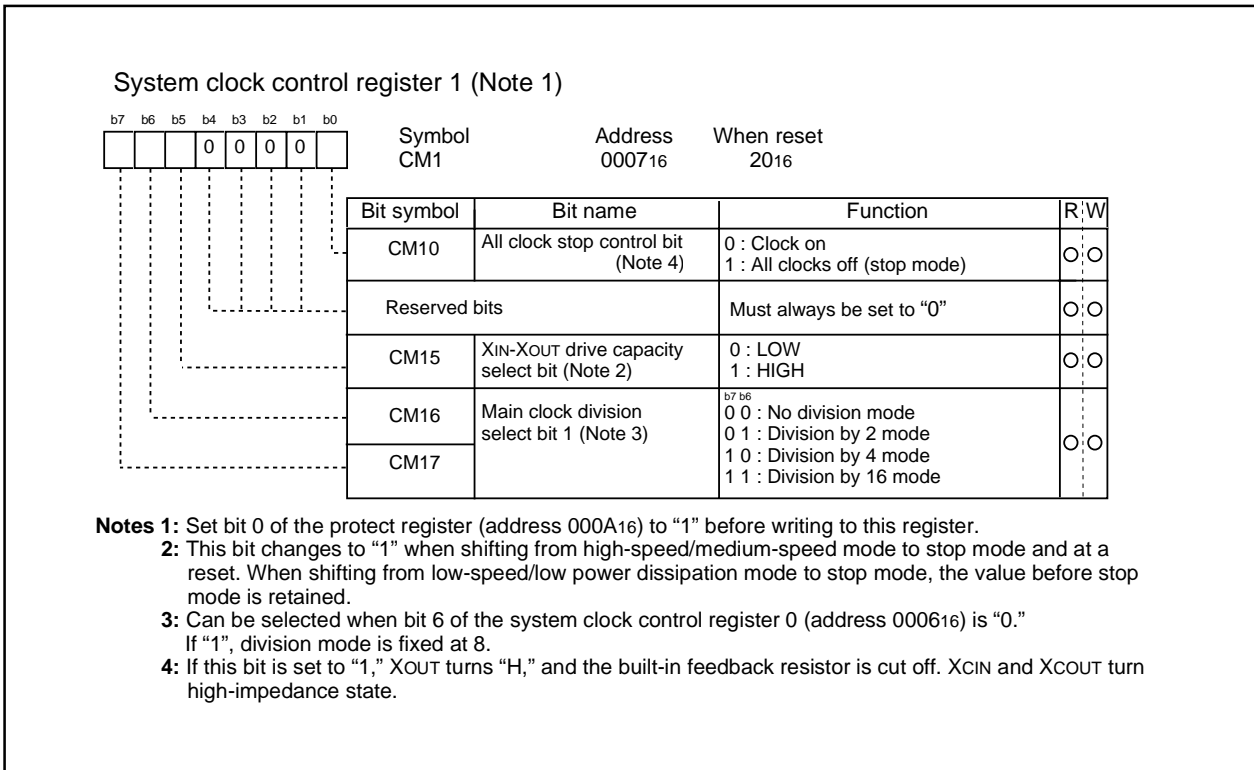 System clock control register 1 (Note 1)
b7 b6 b5 b4 b3 b2 b1 b0
0 0 0 0
Symbol Address When reset
CM1 000716 2016
Bit symbol Bit name Function R W
CM10 All clock stop control bit (Note 4) 0 : Clock on
1 : All clocks off (stop mode)
Reserved bits Must always be set to “0”
CM15 XIN-XOUT drive capacity select bit (Note 2) 0 : LOW
1 : HIGH
CM16 Main clock division select bit 1 (Note 3)
CM17
b7 b6
0 0 : No division mode
0 1 : Division by 2 mode
1 0 : Division by 4 mode
1 1 : Division by 16 mode
Notes 1: Set bit 0 of the protect register (address 000A16) to “1” before writing to this register.
2: This bit changes to “1” when shifting from high-speed/medium-speed mode to stop mode and at a
reset. When shifting from low-speed/low power dissipation mode to stop mode, the value before stop
mode is retained.
3: Can be selected when bit 6 of the system clock control register 0 (address 000616) is “0.”
If “1”, division mode is fixed at 8.
4: If this bit is set to “1,” XOUT turns “H,” and the built-in feedback resistor is cut off. XCIN and XCOUT turn
high-impedance state.